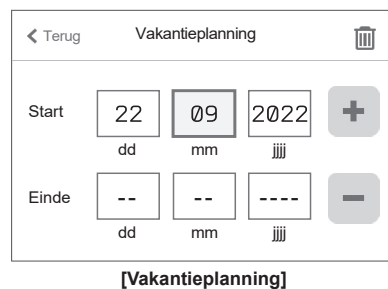 Terug Vakantieplanning
Start 22 09 2022 +
dd mm jjjj
Einde -- -- ---- −
dd mm jjjj
[Vakantieplanning]